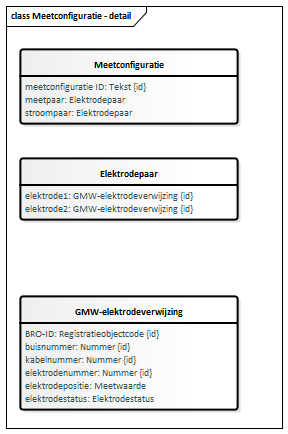 class Meetconfiguratie - detail
Meetconfiguratie
meetconfiguratie ID: Tekst {id}
meetpaar: Elektrodepaar
stroompaar: Elektrodepaar
Elektrodepaar
elektrode1: GMW-elektrodeverwijzing {id}
elektrode2: GMW-elektrodeverwijzing {id}
GMW-elektrodeverwijzing
BRO-ID: Registratieobjectcode {id}
buisnummer: Nummer {id}
kabelnummer: Nummer {id}
elektrodenummer: Nummer {id}
elektrodepositie: Meetwaarde
elektrodestatus: Elektrodestatus